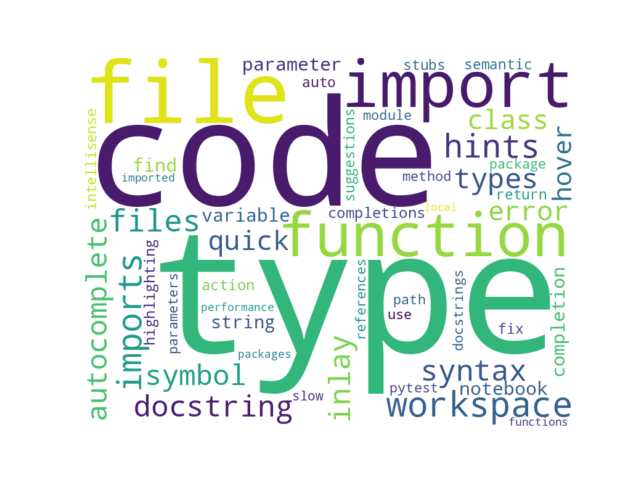 parameter
stubs
semantic
auto
file
import
code
module
class
intellisense
suggestions
hints
hover
find
imported
method
package
types
return
files
variable
completions
local
error
quick
function
autocomplete
imports
highlighting
parameters
type
action
performance
string
packages
references
path
use
docstrings
fix
completion
symbol
inlay
syntax
slow
pytest
notebook
docstring
workspace
functions